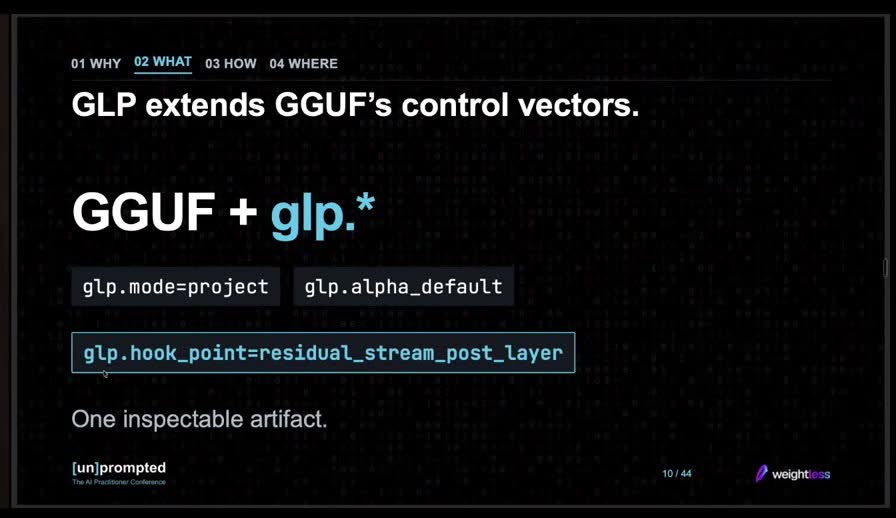 01 WHY 02 WHAT 03 HOW 04 WHERE
GLP extends GGUF’s control vectors.
GGUF + glp.*
glp.mode=project glp.alpha_default
glp.hook_point=residual_stream_post_layer
One inspectable artifact.
[un]prompted
The AI Practitioner Conference
10 / 44
weightless